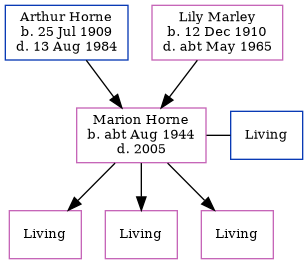 Arthur Horne
b. 25 Jul 1909
d. 13 Aug 1984
Lily Marley
b. 12 Dec 1910
d. abt May 1965
Marion Horne
b. abt Aug 1944
d. 2005
Living
Living
Living
Living